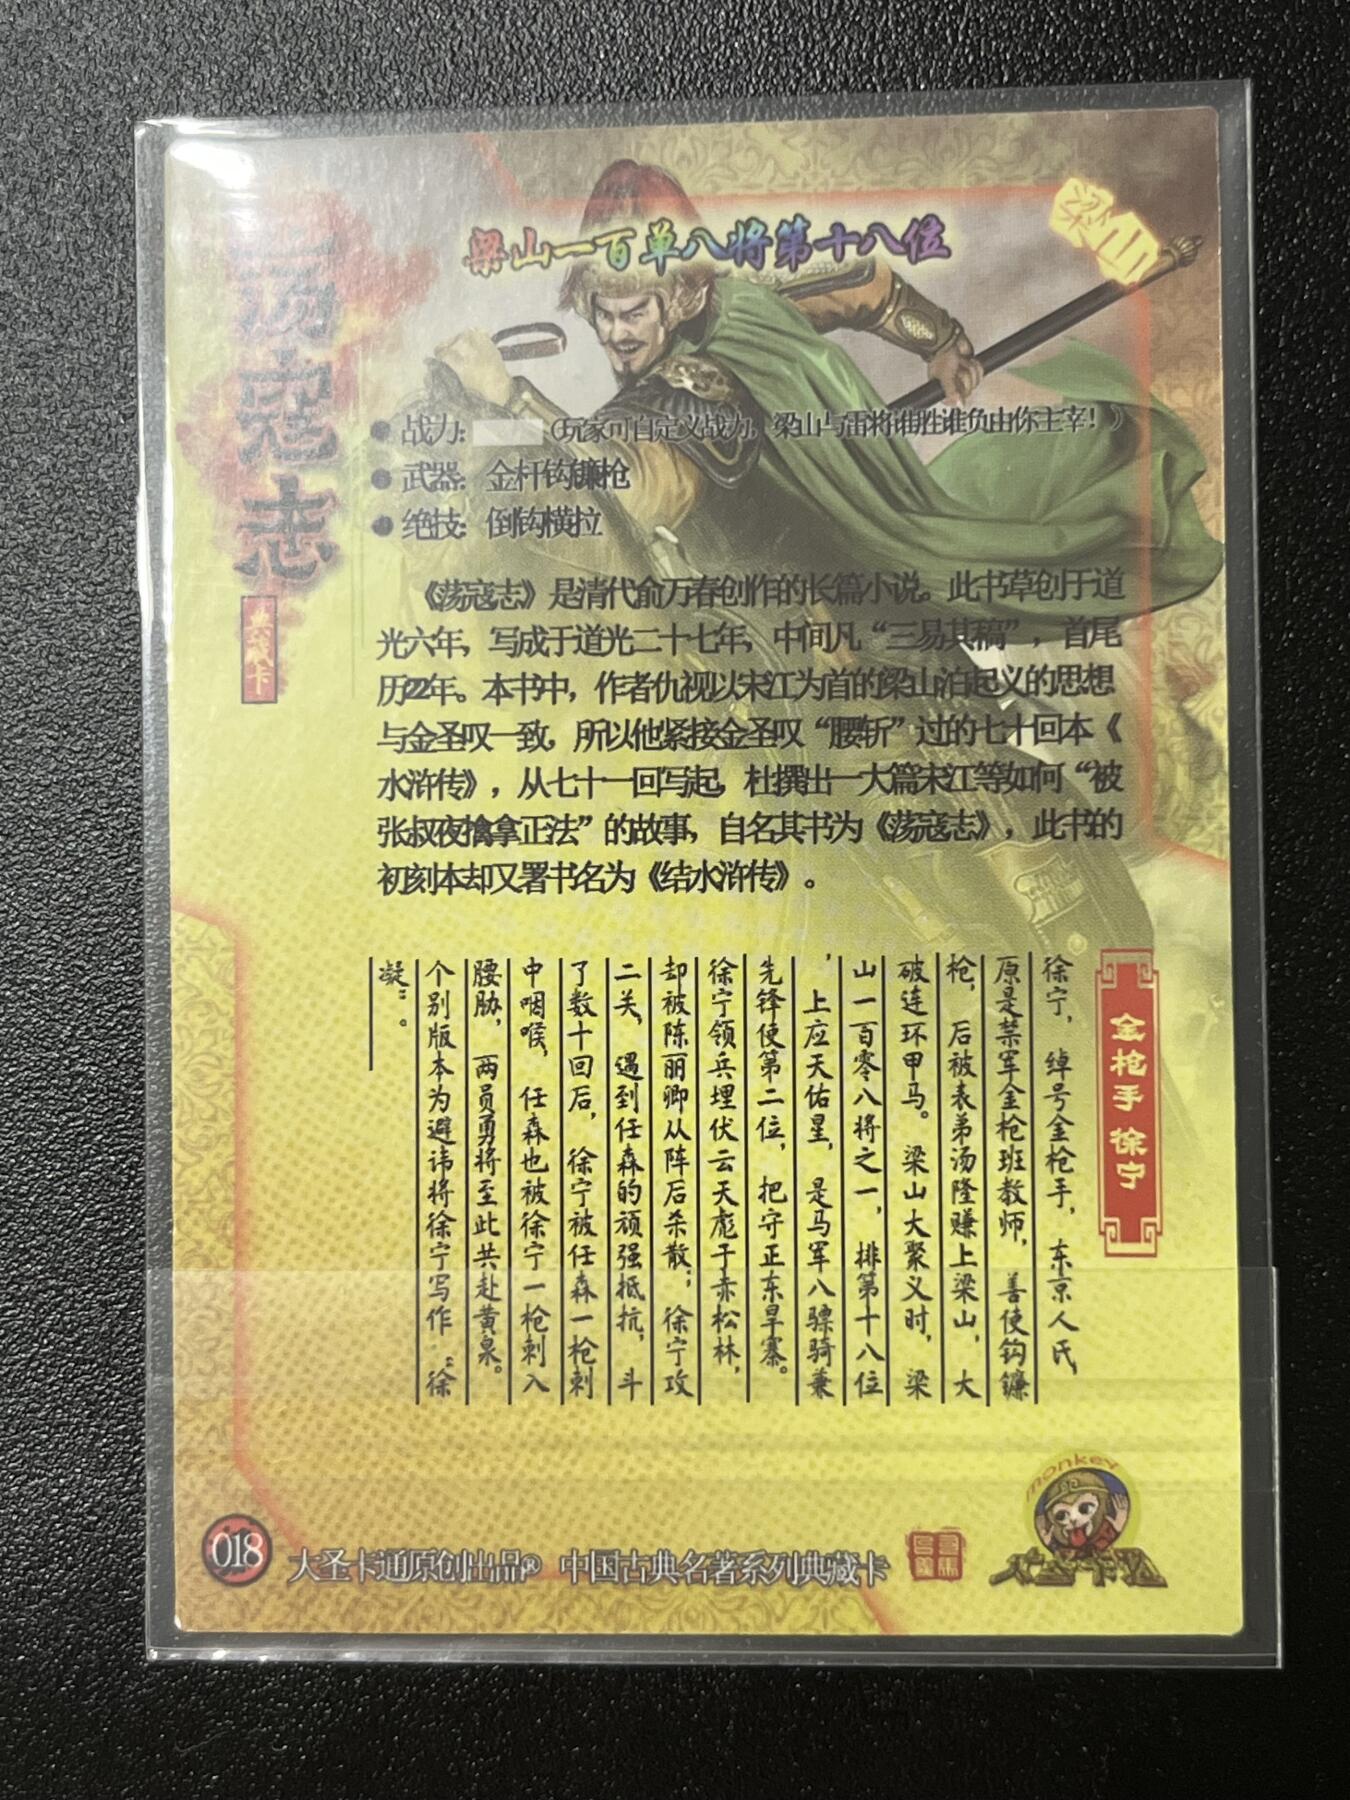 梁山一百单八将第十八位
梁山
荡寇志
典藏卡
● 战力: （玩家可自定义战力，梁山与雷将谁胜谁负由你主宰！）
● 武器: 金杆钩镰枪
● 绝技: 倒钩横拉
《荡寇志》是清代俞万春创作的长篇小说。此书草创于道
光六年，写成于道光二十七年，中间凡“三易其稿”，首尾
历22年。本书中，作者仇视以宋江为首的梁山泊起义的思想
与金圣叹一致，所以他紧接金圣叹“腰斩”过的七十回本《
水浒传》，从七十一回写起，杜撰出一大篇宋江等如何“被
张叔夜擒拿正法”的故事，自名其书为《荡寇志》，此书的
初刻本却又署书名为《结水浒传》。
金枪手 徐宁
徐宁，绰号金枪手，东京人氏，
原是禁军金枪班教师，善使钩镰
枪，后被表弟汤隆赚上梁山，大
破连环甲马。梁山大聚义时，梁
山一百零八将之一，排第十八位
，上应天佑星，是马军八骠骑兼
先锋使第二位，把守正东旱寨。
徐宁领兵埋伏云天彪于赤松林，
却被陈丽卿从阵后杀散；徐宁攻
二关，遇到任森的顽强抵抗，斗
了数十回后，徐宁被任森一枪刺
中咽喉，任森也被徐宁一枪刺入
腰胁，两员勇将至此共赴黄泉。
个别版本为避讳将徐宁写作“徐
凝”。
018
大圣卡通原创出品® 中国古典名著系列典藏卡
monkey
大圣卡通